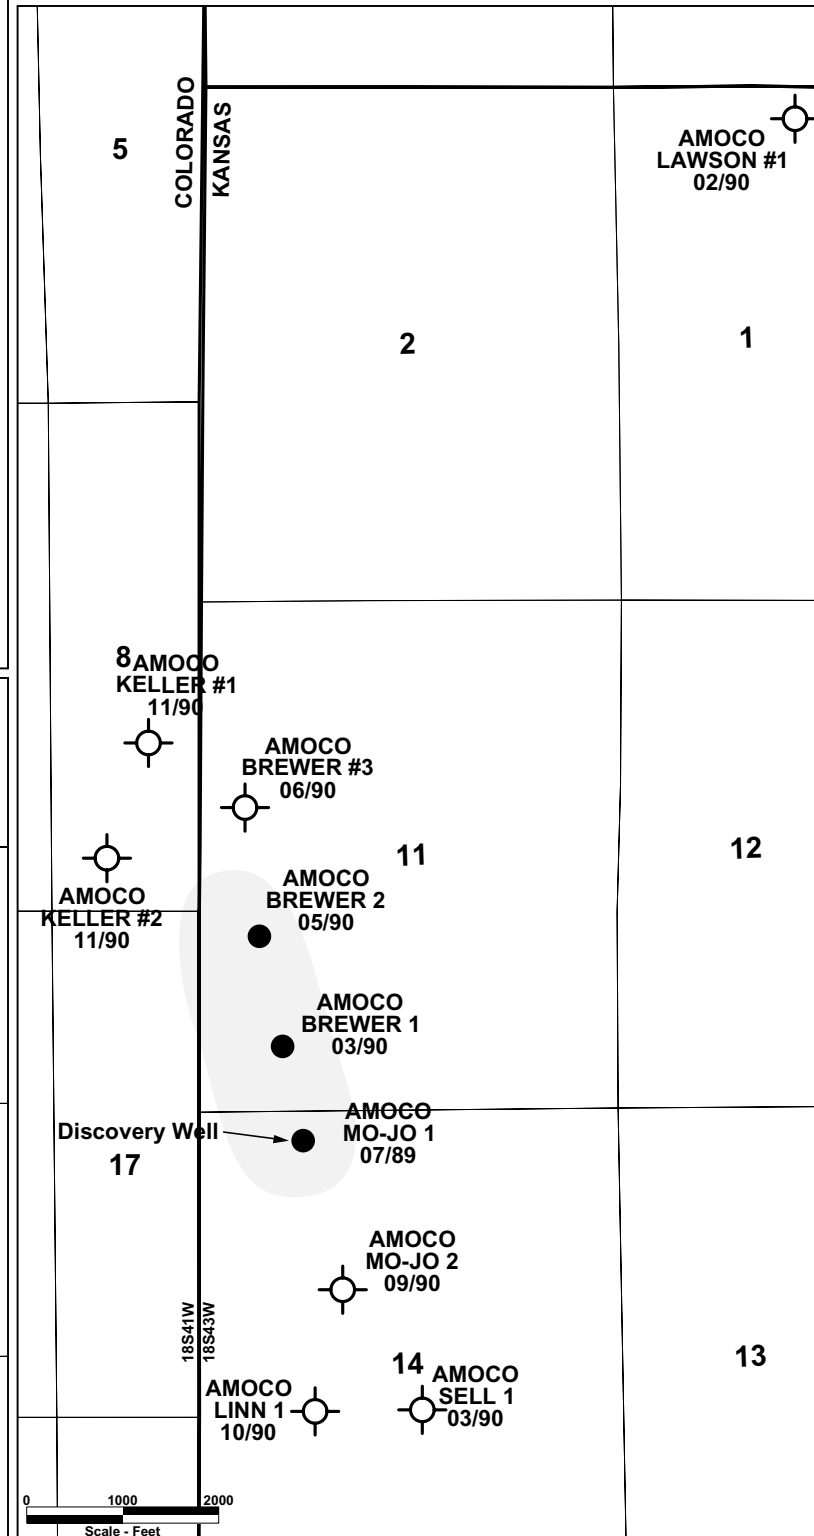 COLORADO
KANSAS
5
AMOCO
LAWSON #1
02/90
2
1
8
AMOCO
KELLER #1
11/90
AMOCO
BREWER #3
06/90
11
12
AMOCO
KELLER #2
11/90
AMOCO
BREWER 2
05/90
AMOCO
BREWER 1
03/90
Discovery Well
AMOCO
MO-JO 1
07/89
17
AMOCO
MO-JO 2
09/90
18S41W
18S43W
14
13
AMOCO
LINN 1
10/90
AMOCO
SELL 1
03/90
0 1000 2000
Scale - Feet